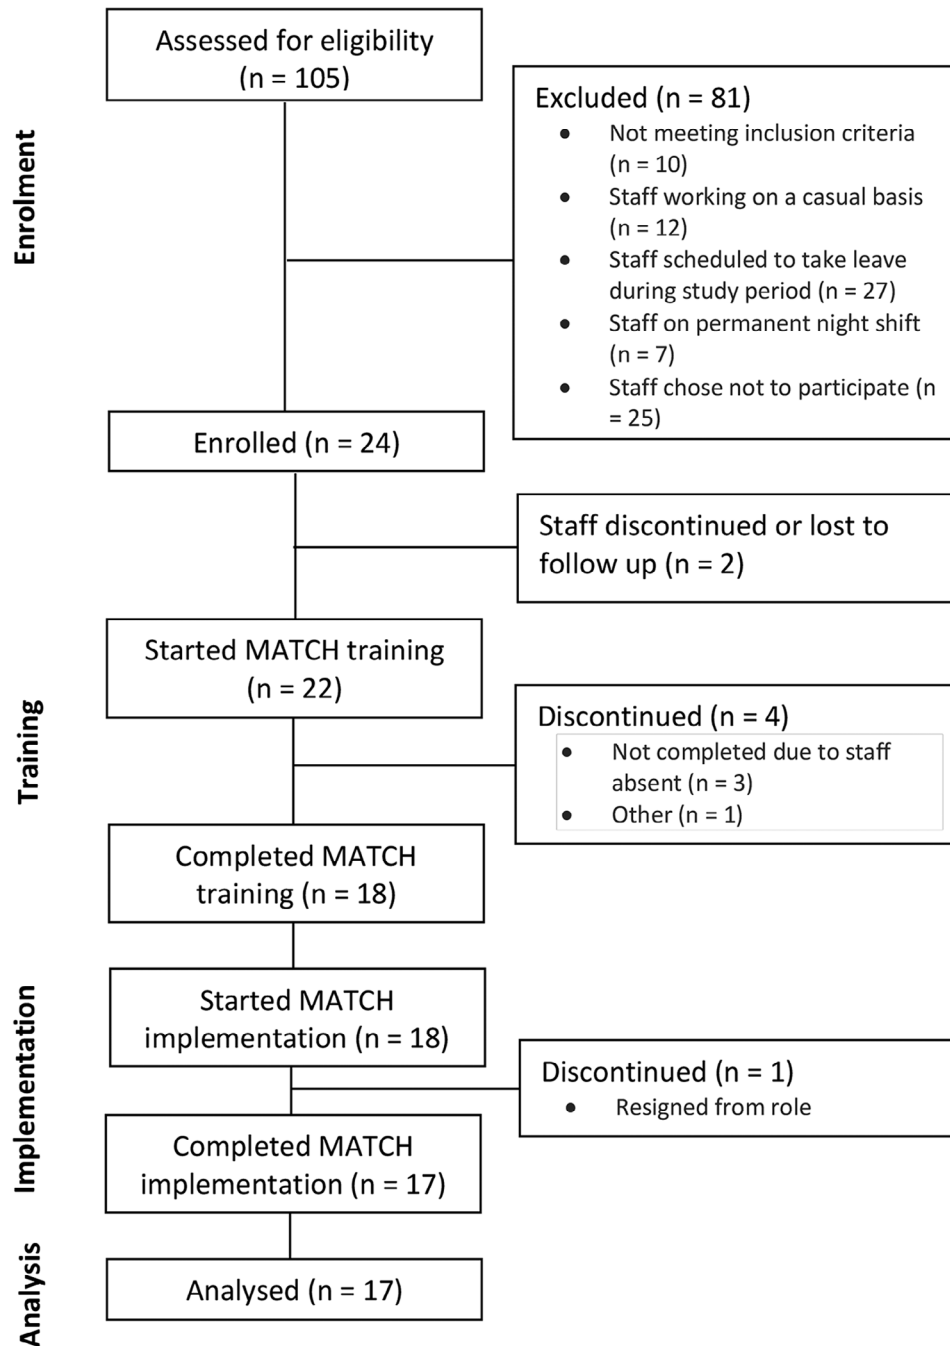 Assessed for eligibility
(n = 105)
Excluded (n = 81)
● Not meeting inclusion criteria
(n = 10)
● Staff working on a casual basis
(n = 12)
● Staff scheduled to take leave
during study period (n = 27)
● Staff on permanent night shift
(n = 7)
● Staff chose not to participate (n
= 25)
Enrolment
Enrolled (n = 24)
Staff discontinued or lost to
follow up (n = 2)
Started MATCH training
(n = 22)
Discontinued (n = 4)
● Not completed due to staff
absent (n = 3)
● Other (n = 1)
Training
Completed MATCH
training (n = 18)
Started MATCH
implementation (n = 18)
Discontinued (n = 1)
● Resigned from role
Implementation
Completed MATCH
implementation (n = 17)
Analysis
Analysed (n = 17)